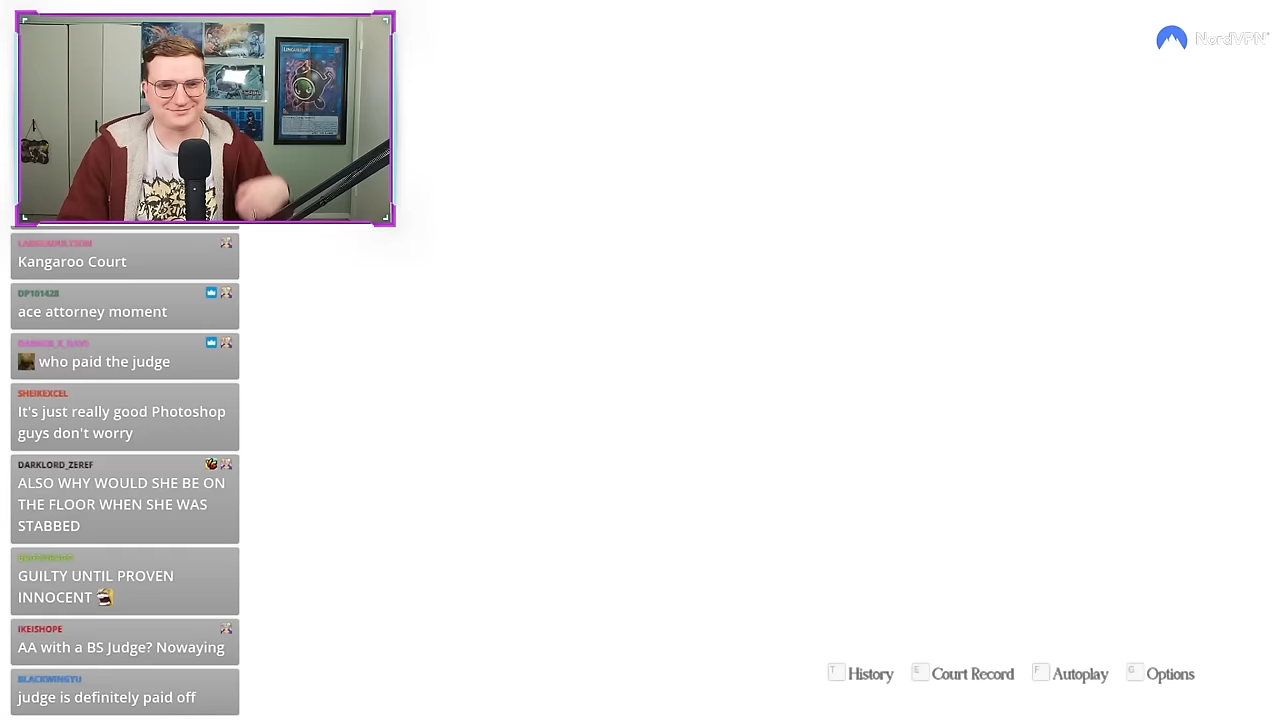 NordVPN
LINGURIBOH
Kangaroo Court
DP101428
ace attorney moment
who paid the judge
SHEIKEXCEL
It's just really good Photoshop
guys don't worry
DARKLORD_ZEREF
ALSO WHY WOULD SHE BE ON
THE FLOOR WHEN SHE WAS
STABBED
GUILTY UNTIL PROVEN
INNOCENT
IKEISHOPE
AA with a BS Judge? Nowaying
BLACKWINGYU
judge is definitely paid off
T History E Court Record F Autoplay G Options